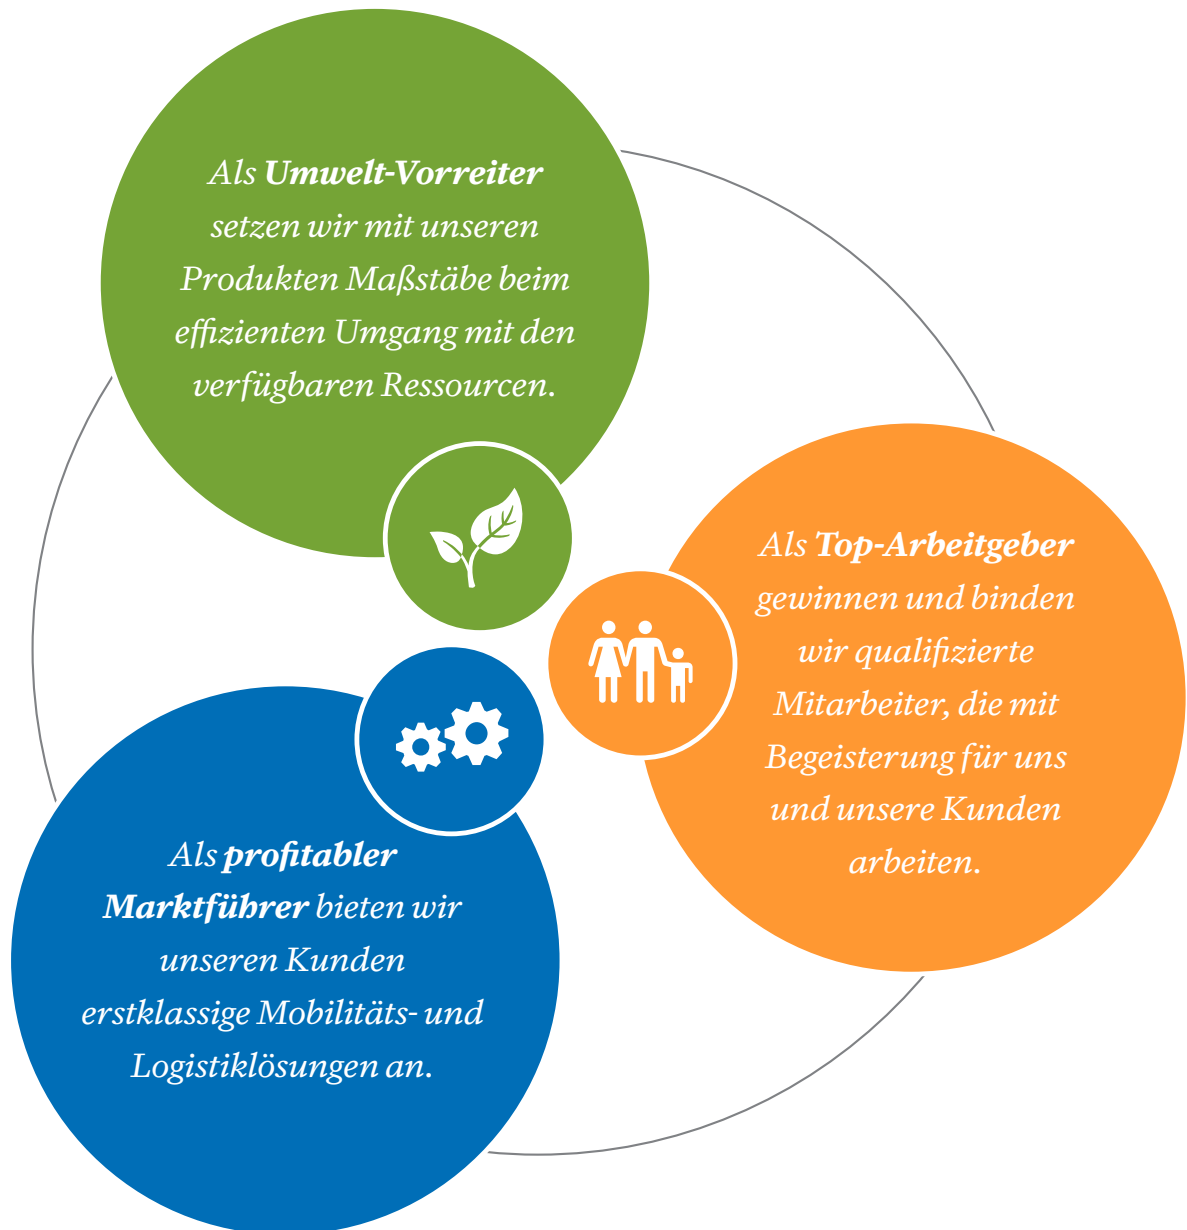 Als Umwelt-Vorreiter
setzen wir mit unseren
Produkten Maßstäbe beim
effizienten Umgang mit den
verfügbaren Ressourcen.
Als Top-Arbeitgeber
gewinnen und binden
wir qualifizierte
Mitarbeiter, die mit
Begeisterung für uns
und unsere Kunden
arbeiten.
Als profitabler
Marktführer bieten wir
unseren Kunden
erstklassige Mobilitäts- und
Logistiklösungen an.